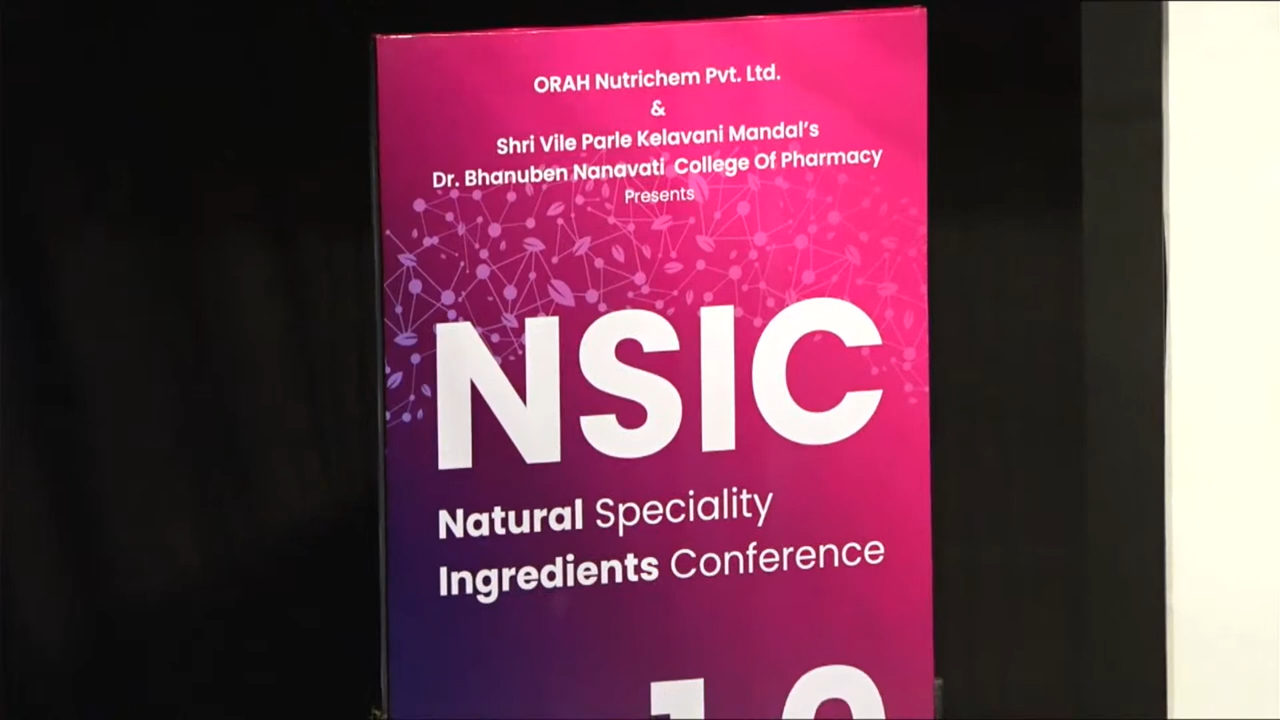 ORAH Nutrichem Pvt. Ltd.
&
Shri Vile Parle Kelavani Mandal's
Dr. Bhanuben Nanavati College Of Pharmacy
Presents
NSIC
Natural Speciality
Ingredients Conference